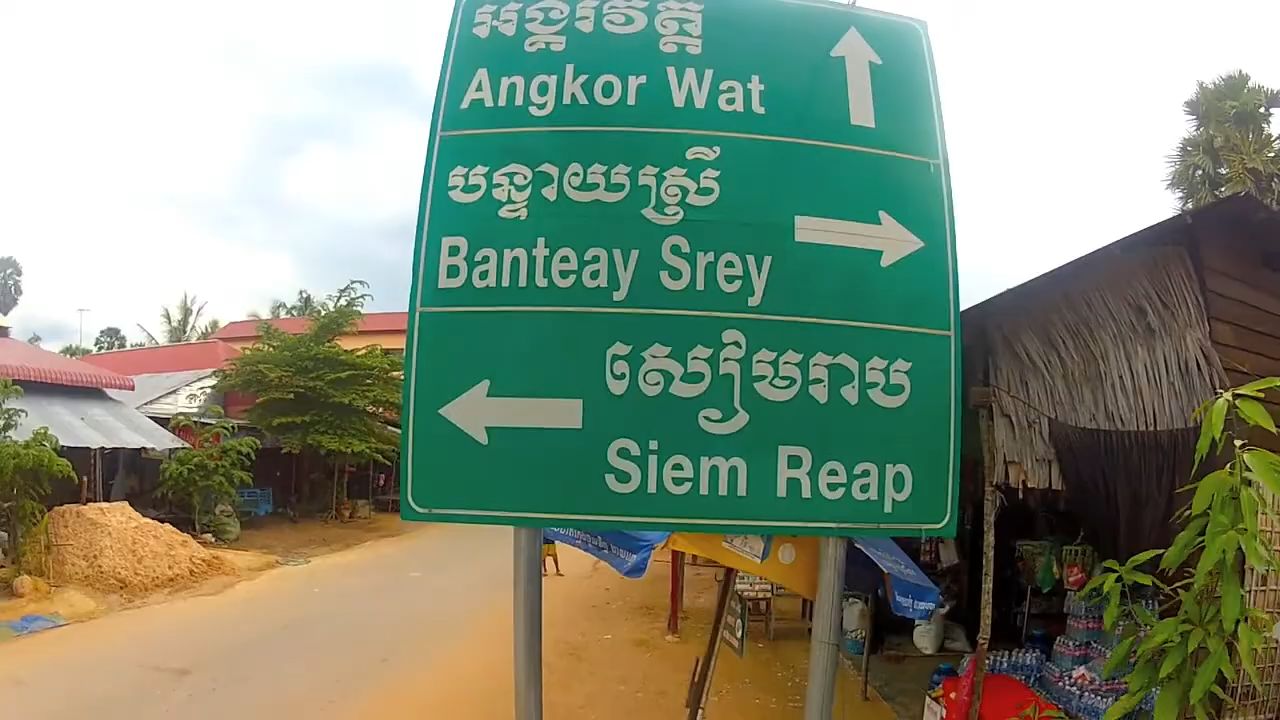 អង្គរវត្ត
Angkor Wat
បន្ទាយស្រី
Banteay Srey
សៀមរាប
Siem Reap